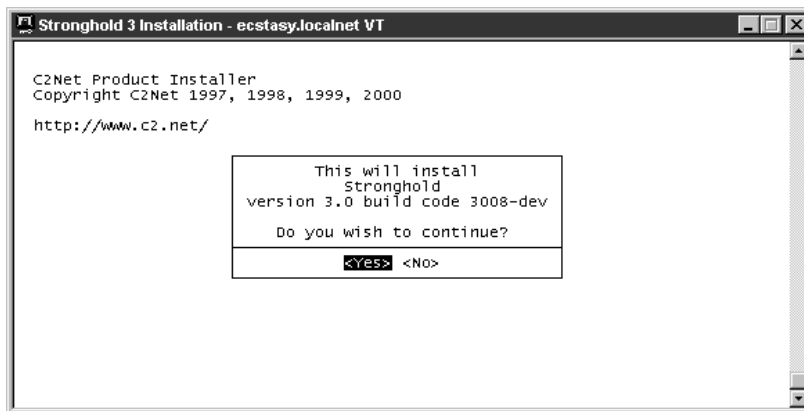 Stronghold 3 Installation - ecstasy.localnet VT
C2Net Product Installer
Copyright C2Net 1997, 1998, 1999, 2000
http://www.c2.net/
This will install
Stronghold
version 3.0 build code 3008-dev
Do you wish to continue?
<Yes> <No>